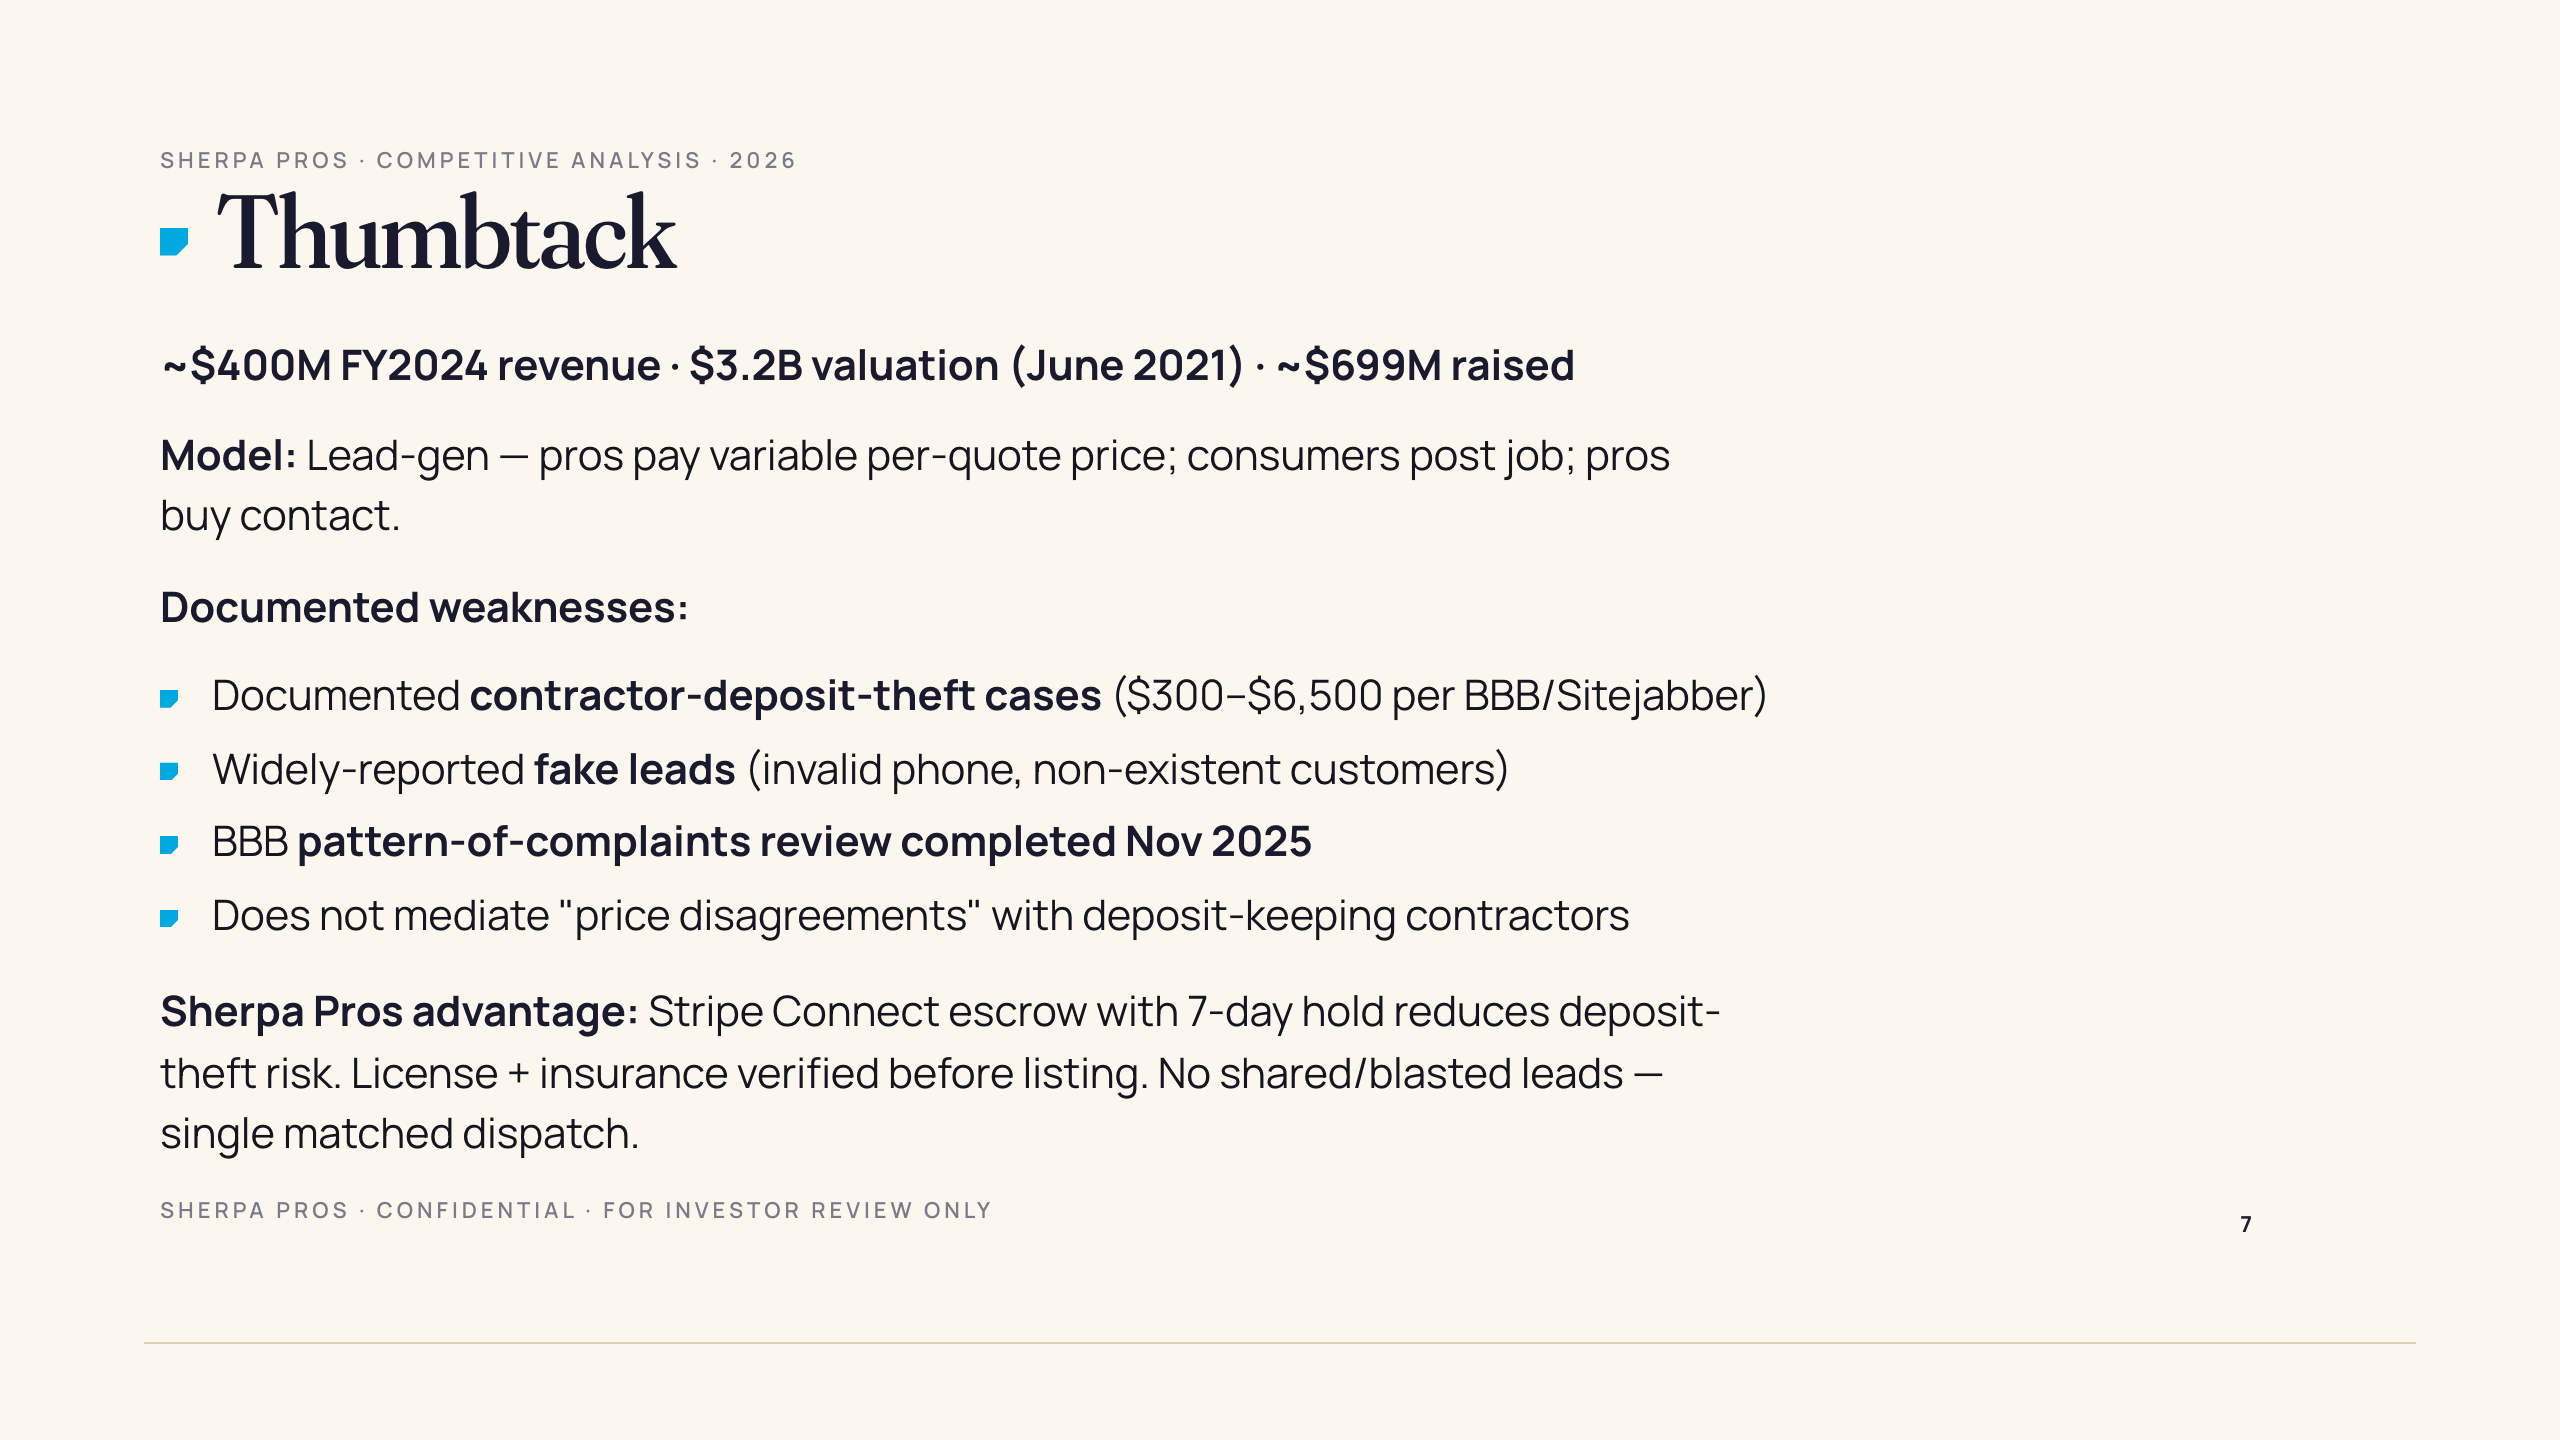 SHERPA PROS · COMPETITIVE ANALYSIS · 2026
Thumbtack
~$400M FY2024 revenue · $3.2B valuation (June 2021) · ~$699M raised
Model: Lead-gen — pros pay variable per-quote price; consumers post job; pros
buy contact.
Documented weaknesses:
Documented contractor-deposit-theft cases ($300–$6,500 per BBB/Sitejabber)
Widely-reported fake leads (invalid phone, non-existent customers)
BBB pattern-of-complaints review completed Nov 2025
Does not mediate "price disagreements" with deposit-keeping contractors
Sherpa Pros advantage: Stripe Connect escrow with 7-day hold reduces deposit-
theft risk. License + insurance verified before listing. No shared/blasted leads —
single matched dispatch.
SHERPA PROS · CONFIDENTIAL · FOR INVESTOR REVIEW ONLY
7